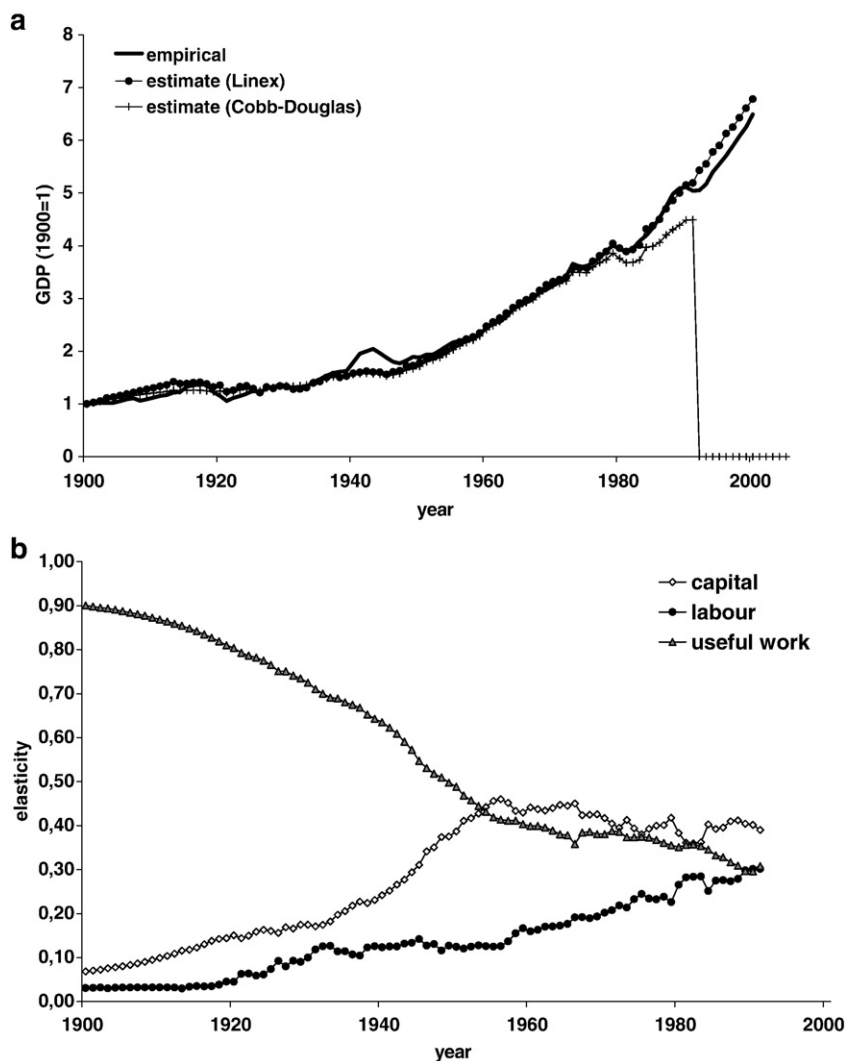 a
8
7
6
5
4
3
2
1
0
GDP (1900=1)
empirical
estimate (Linex)
estimate (Cobb-Douglas)
1900 1920 1940 1960 1980 2000
year
b
1,00
0,90
0,80
0,70
0,60
0,50
0,40
0,30
0,20
0,10
0,00
elasticity
capital
labour
useful work
1900 1920 1940 1960 1980 2000
year